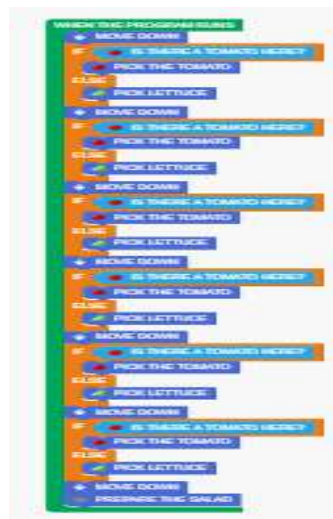 WHEN THE PROGRAM RUNS
MOVE DOWN
IF IS THERE A TOMATO HERE?
PICK THE TOMATO
ELSE
PICK LETTUCE
MOVE DOWN
IF IS THERE A TOMATO HERE?
PICK THE TOMATO
ELSE
PICK LETTUCE
MOVE DOWN
IF IS THERE A TOMATO HERE?
PICK THE TOMATO
ELSE
PICK LETTUCE
MOVE DOWN
IF IS THERE A TOMATO HERE?
PICK THE TOMATO
ELSE
PICK LETTUCE
MOVE DOWN
IF IS THERE A TOMATO HERE?
PICK THE TOMATO
ELSE
PICK LETTUCE
MOVE DOWN
IF IS THERE A TOMATO HERE?
PICK THE TOMATO
ELSE
PICK LETTUCE
MOVE DOWN
PREPARE THE SALAD